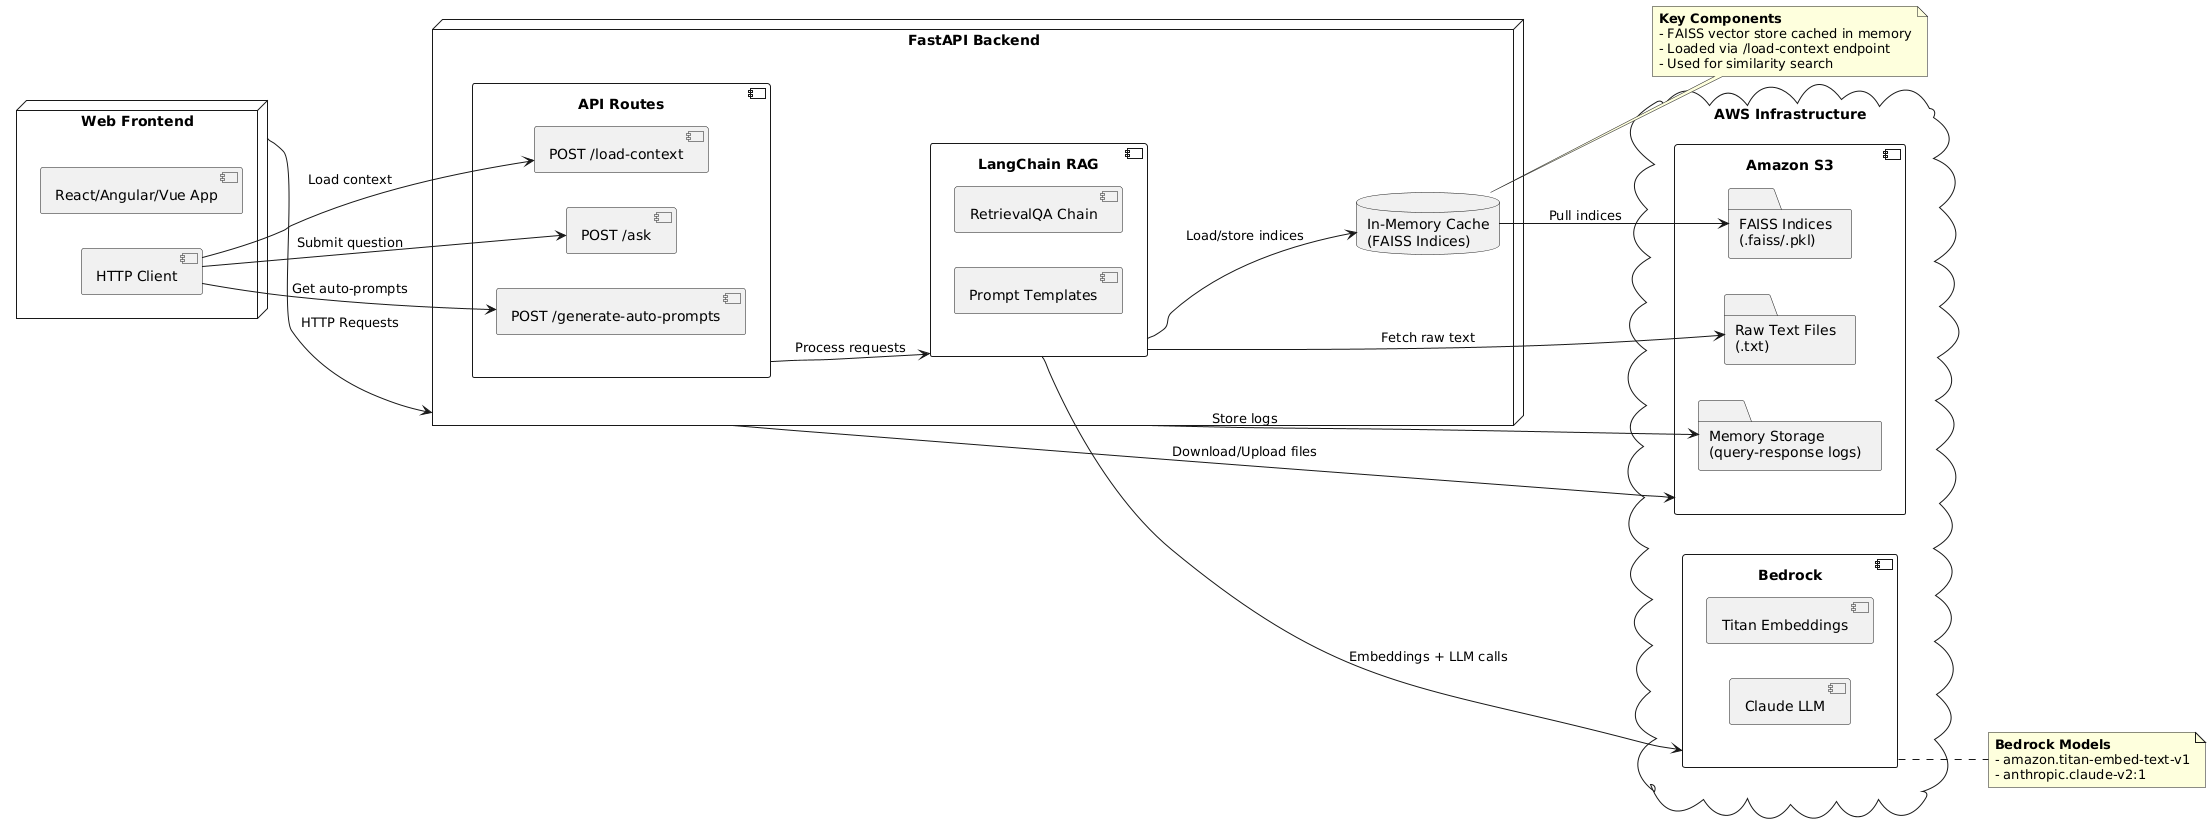 Web Frontend
React/Angular/Vue App
HTTP Client
Load context
Submit question
Get auto-prompts
HTTP Requests
FastAPI Backend
API Routes
POST /load-context
POST /ask
POST /generate-auto-prompts
Process requests
LangChain RAG
RetrievalQA Chain
Prompt Templates
Load/store indices
In-Memory Cache
(FAISS Indices)
Pull indices
Fetch raw text
Store logs
Download/Upload files
Embeddings + LLM calls
Key Components
- FAISS vector store cached in memory
- Loaded via /load-context endpoint
- Used for similarity search
AWS Infrastructure
Amazon S3
FAISS Indices
(.faiss/.pkl)
Raw Text Files
(.txt)
Memory Storage
(query-response logs)
Bedrock
Titan Embeddings
Claude LLM
Bedrock Models
- amazon.titan-embed-text-v1
- anthropic.claude-v2:1